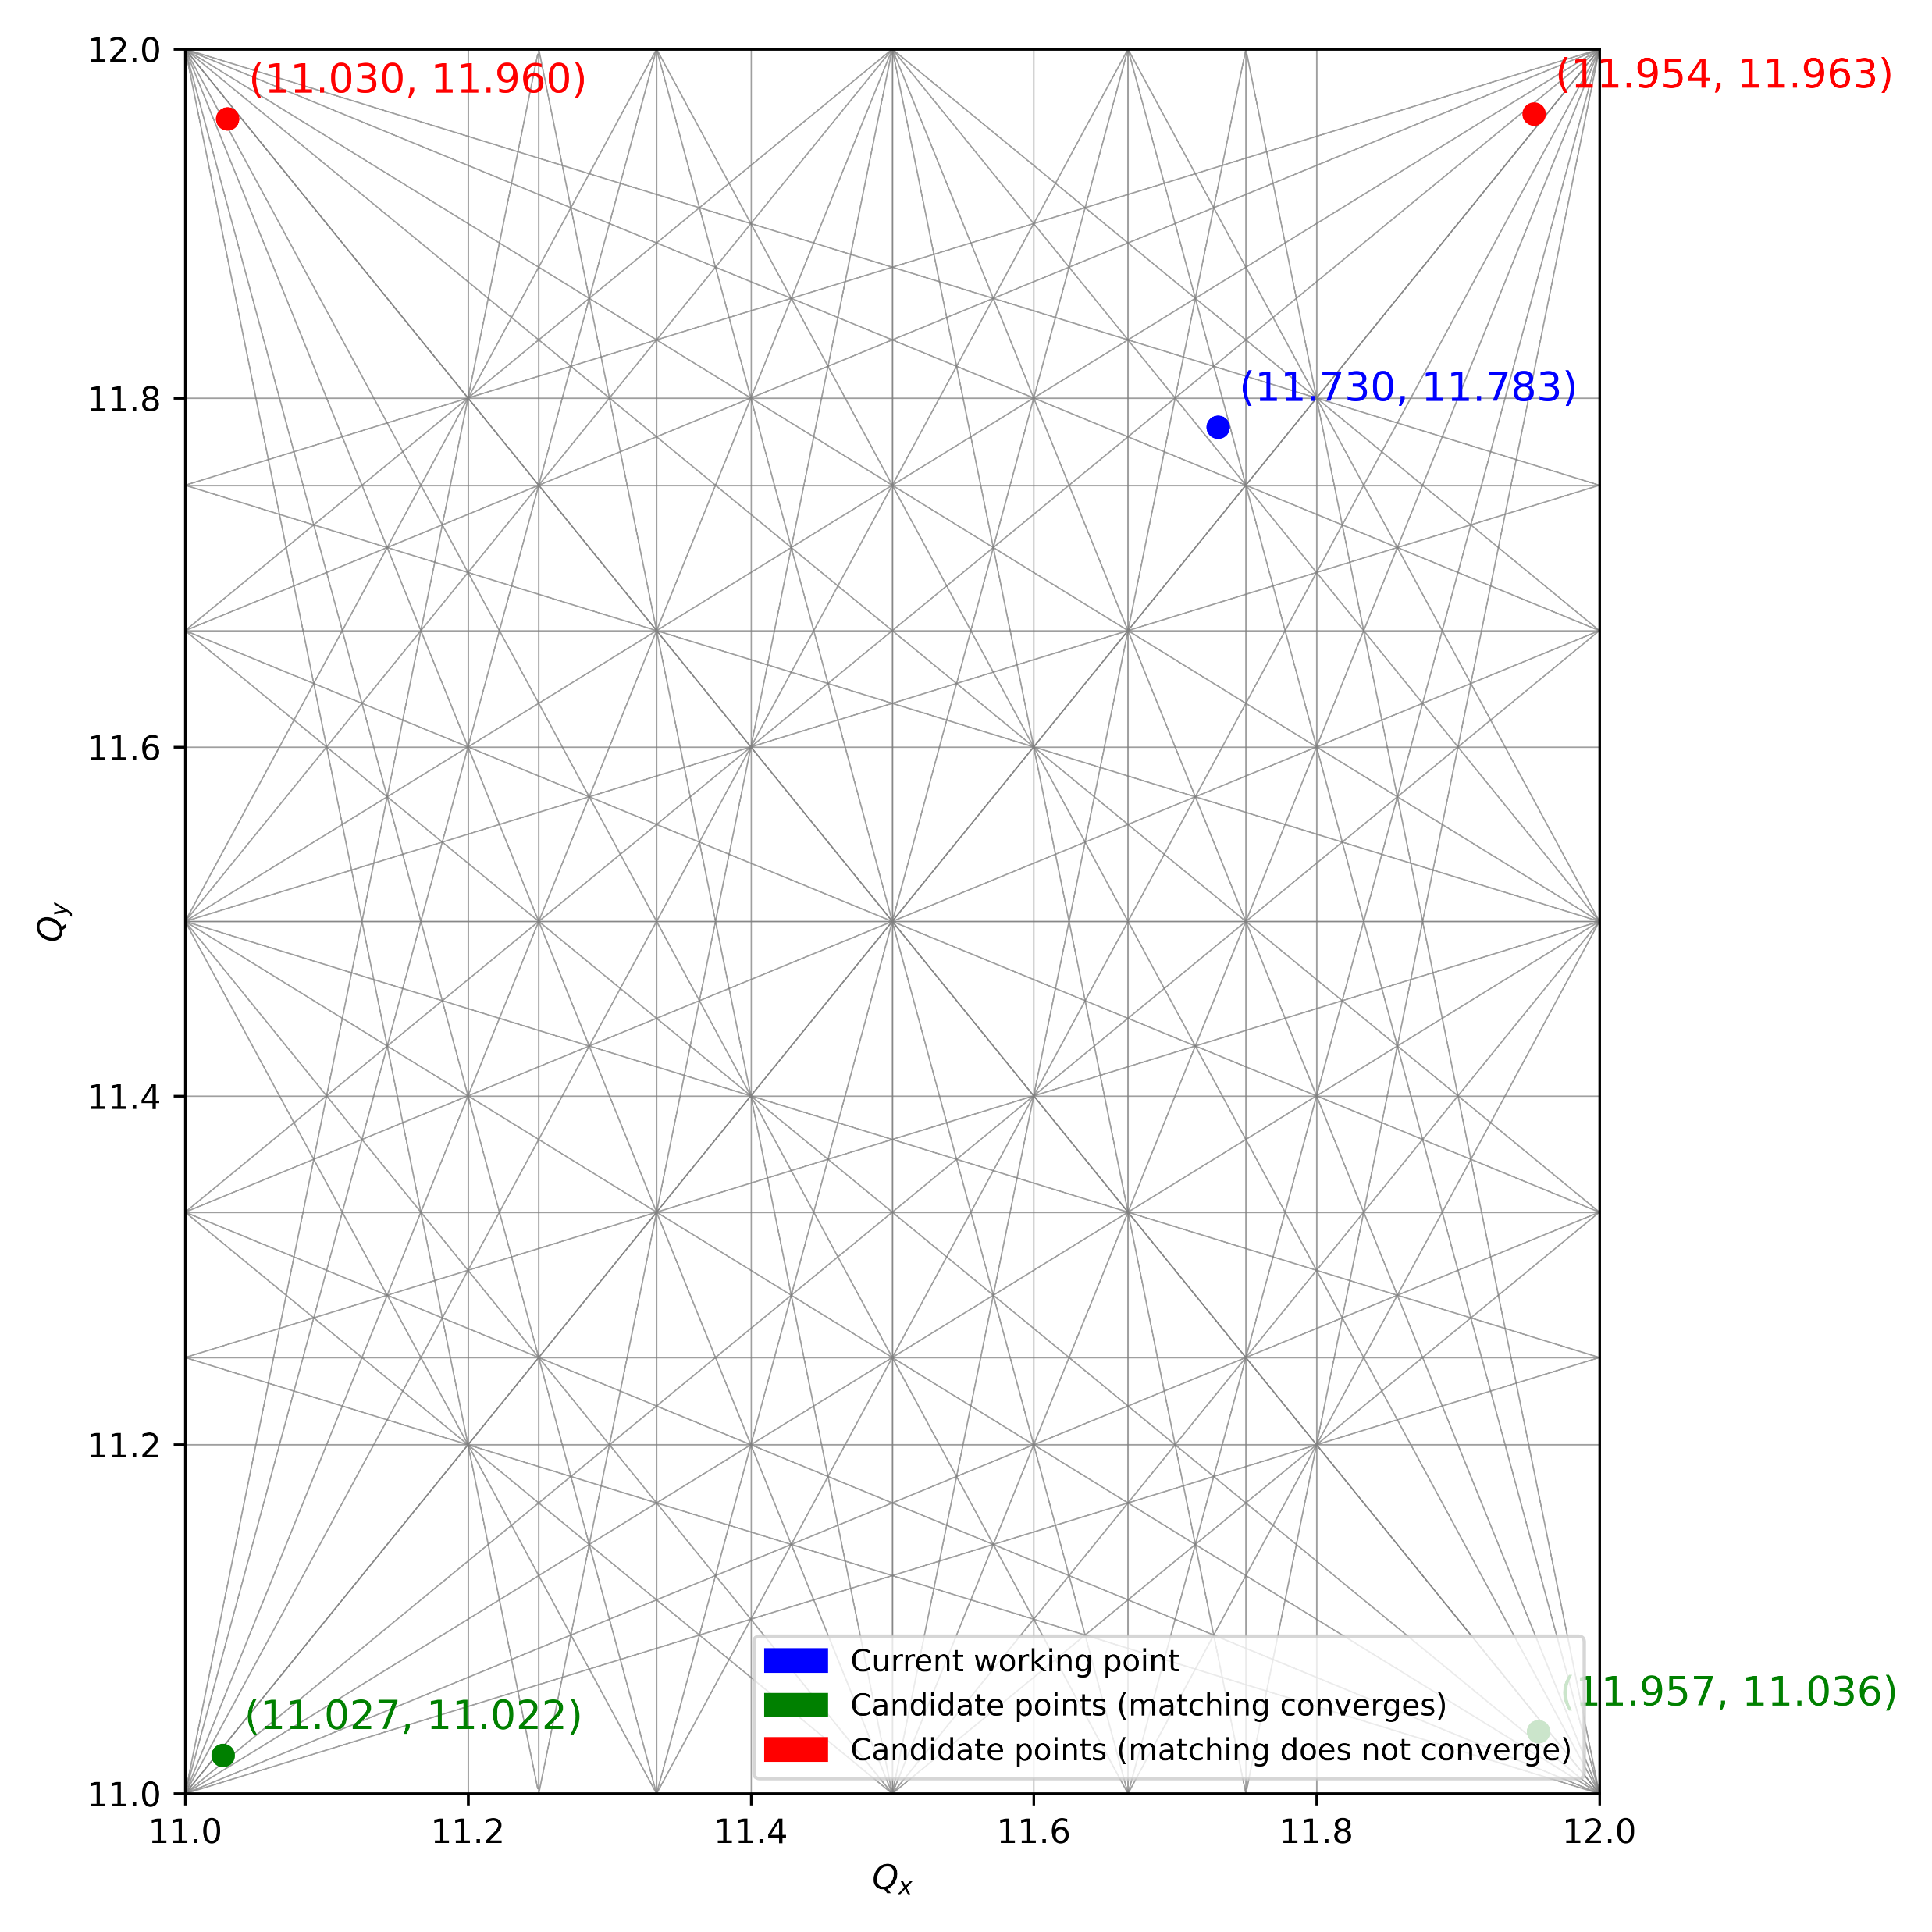 12.0
(11.030, 11.960)
(11.954, 11.963)
(11.730, 11.783)
11.8
11.6
Qy
11.4
11.2
Current working point
Candidate points (matching converges)
Candidate points (matching does not converge)
(11.957, 11.036)
(11.027, 11.022)
11.0
11.0 11.2 11.4 11.6 11.8 12.0
Qx